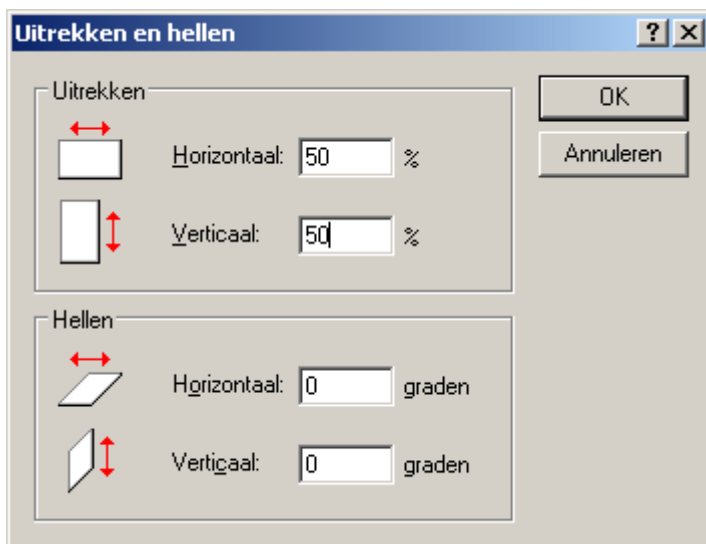 Uitrekken en hellen
Uitrekken
OK
Horizontaal: 50 %
Annuleren
Verticaal: 50 %
Hellen
Horizontaal: 0 graden
Verticaal: 0 graden